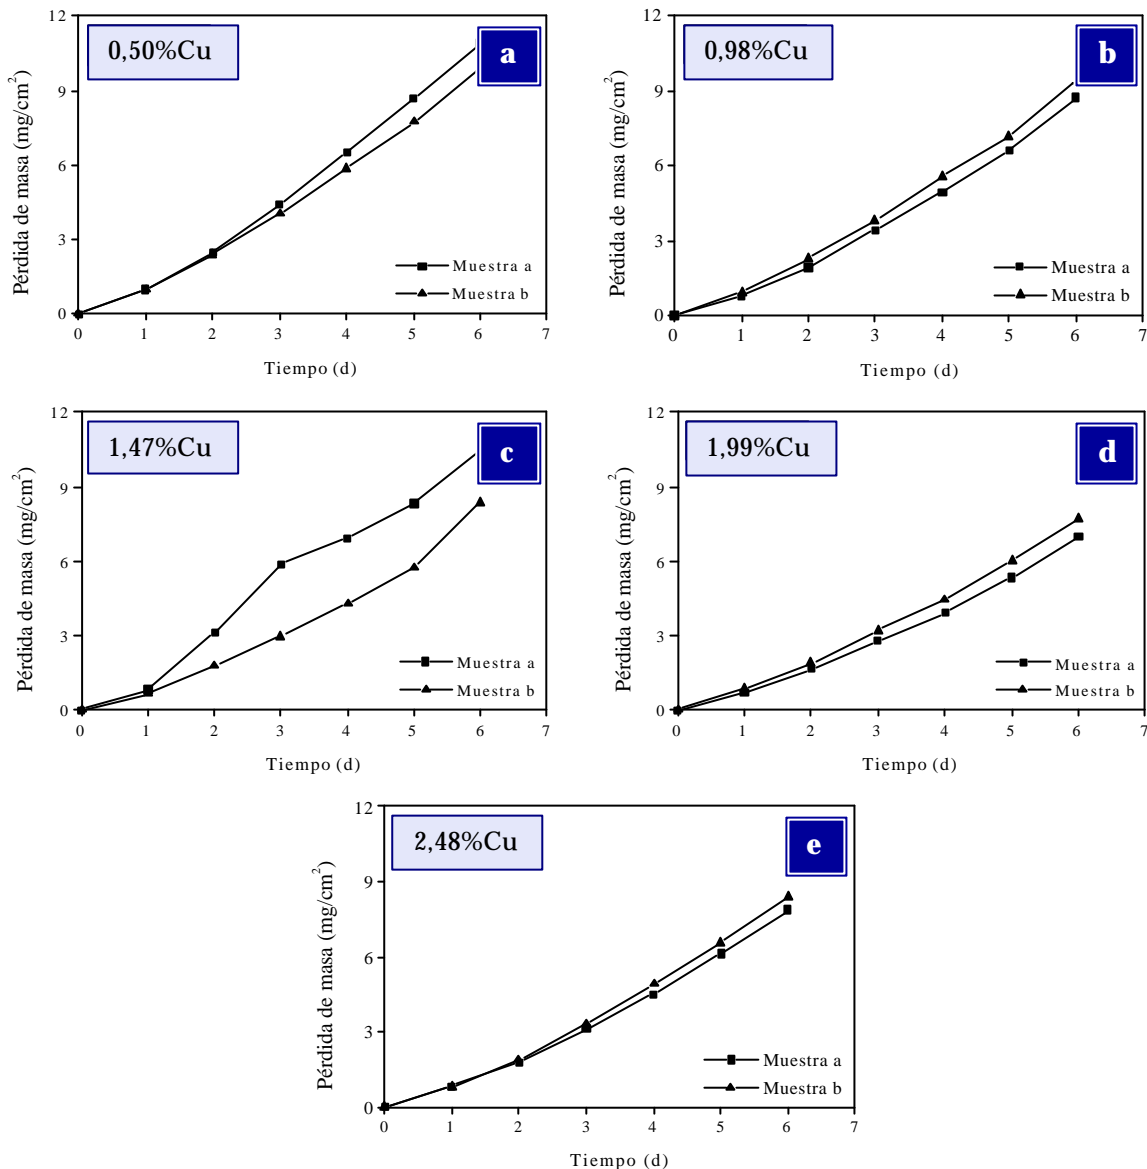 0,50%Cu
a
Pérdida de masa (mg/cm²)
12
9
6
3
0
Muestra a
Muestra b
0 1 2 3 4 5 6 7
Tiempo (d)
0,98%Cu
b
Pérdida de masa (mg/cm²)
12
9
6
3
0
Muestra a
Muestra b
0 1 2 3 4 5 6 7
Tiempo (d)
1,47%Cu
c
Pérdida de masa (mg/cm²)
12
9
6
3
0
Muestra a
Muestra b
0 1 2 3 4 5 6 7
Tiempo (d)
1,99%Cu
d
Pérdida de masa (mg/cm²)
12
9
6
3
0
Muestra a
Muestra b
0 1 2 3 4 5 6 7
Tiempo (d)
2,48%Cu
e
Pérdida de masa (mg/cm²)
12
9
6
3
0
Muestra a
Muestra b
0 1 2 3 4 5 6 7
Tiempo (d)